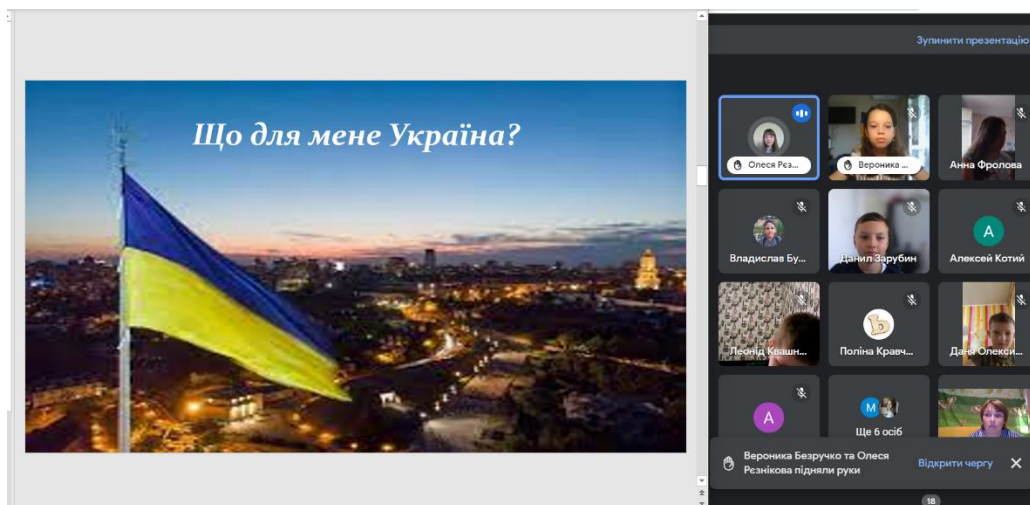 Що для мене Україна?
Зупинити презентацію
Олеся Рєз...
Вероника ...
Анна Фролова
Владислав Бу...
Данил Зарубин
А
Алексей Котий
Леонід Квашн...
Ь
Поліна Кравч...
Даня Олекси...
А
М
Ще 6 осіб
Вероника Безручко та Олеся
Рєзнікова підняли руки
Відкрити чергу
18